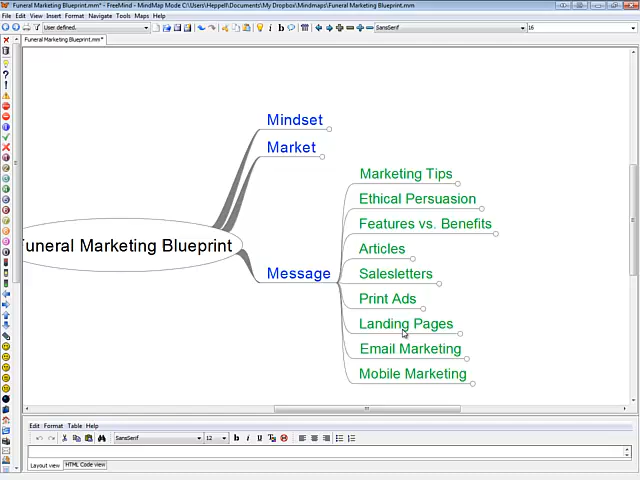 Funeral Marketing Blueprint.mm* - FreeMind - MindMap Mode C:\Users\Heppell\Documents\My Dropbox\Mindmaps\Funeral Marketing Blueprint.mm
File Edit View Insert Format Navigate Tools Maps Help
User defined.
SansSerif
16
Funeral Marketing Blueprint.mm*
Mindset
Market
Marketing Tips
Ethical Persuasion
Features vs. Benefits
Funeral Marketing Blueprint
Articles
Message
Salesletters
Print Ads
Landing Pages
Email Marketing
Mobile Marketing
Edit Format Table Help
SansSerif 12 b i U
Layout view HTML Code view